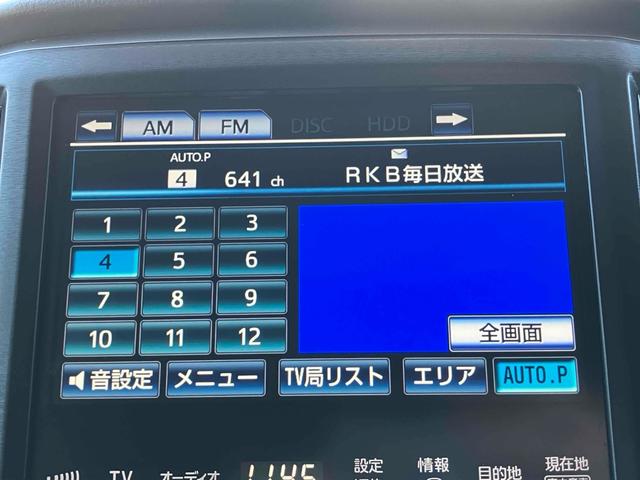 AM FM DISC HDD
AUTO.P
4 641 ch RKB毎日放送
1 2 3
4 5 6
7 8 9
10 11 12
全画面
音設定 メニュー TV局リスト エリア AUTO.P
TV オーディオ 11:45 設定 情報 目的地 現在地